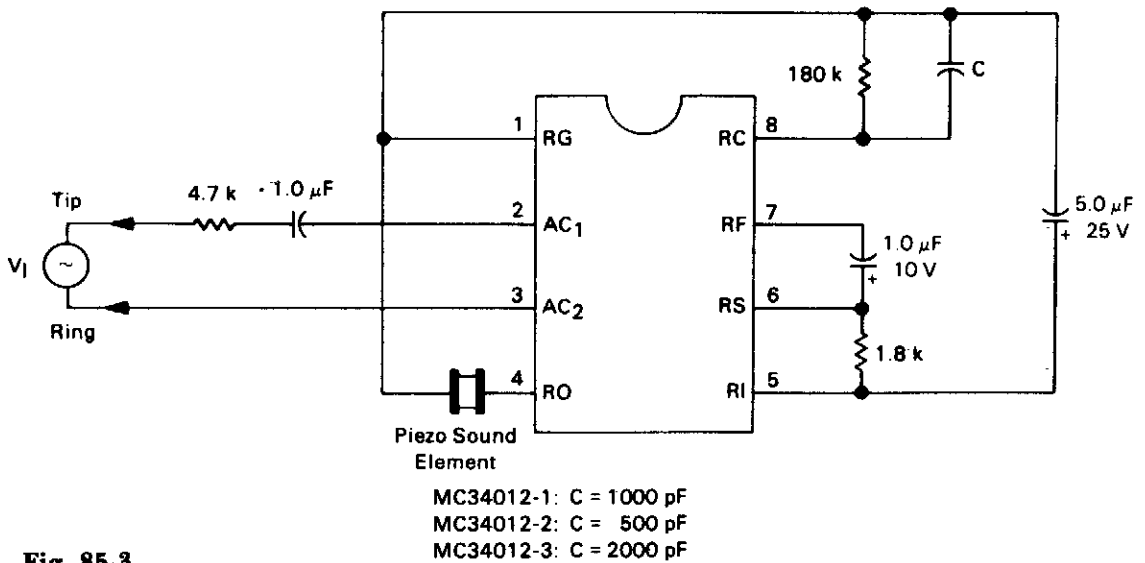 180 k
C
1 RG
RC 8
Tip
4.7 k
1.0 μF
5.0 μF
+ 25 V
2 AC1
RF 7
1.0 μF
+ 10 V
VI
~
3 AC2
RS 6
Ring
1.8 k
4 RO
RI 5
Piezo Sound
Element
MC34012-1: C = 1000 pF
MC34012-2: C = 500 pF
MC34012-3: C = 2000 pF
Fig. 85-3